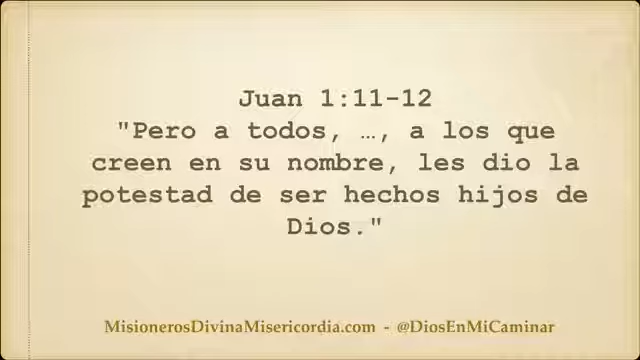 Juan 1:11-12
"Pero a todos, …, a los que
creen en su nombre, les dio la
potestad de ser hechos hijos de
Dios."
MisionerosDivinaMisericordia.com - @DiosEnMiCaminar